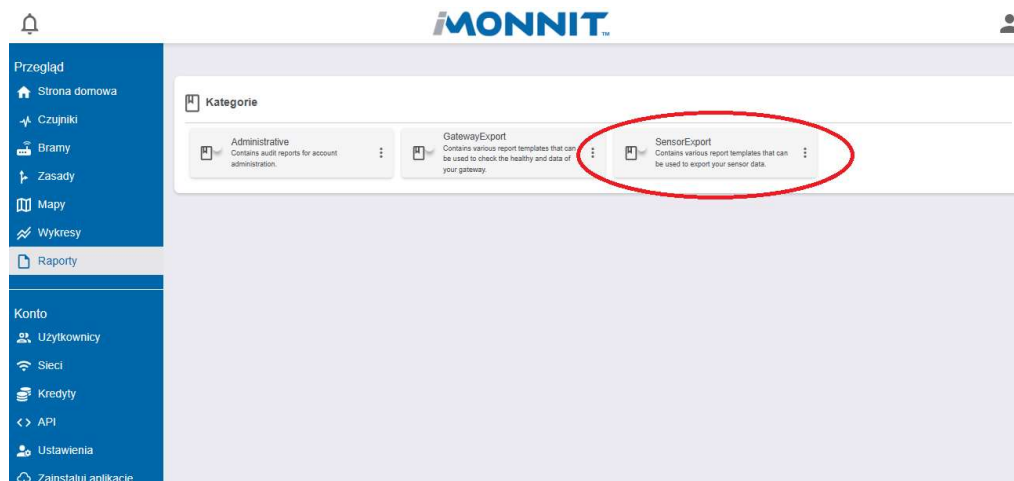 iMONNIT™
Przegląd
Strona domowa
Czujniki
Bramy
Zasady
Mapy
Wykresy
Raporty
Konto
Użytkownicy
Sieci
Kredyty
API
Ustawienia
Zainstaluj aplikację
Kategorie
Administrative
Contains audit reports for account
administration.
GatewayExport
Contains various report templates that can
be used to check the healthy and data of
your gateway.
SensorExport
Contains various report templates that can
be used to export your sensor data.